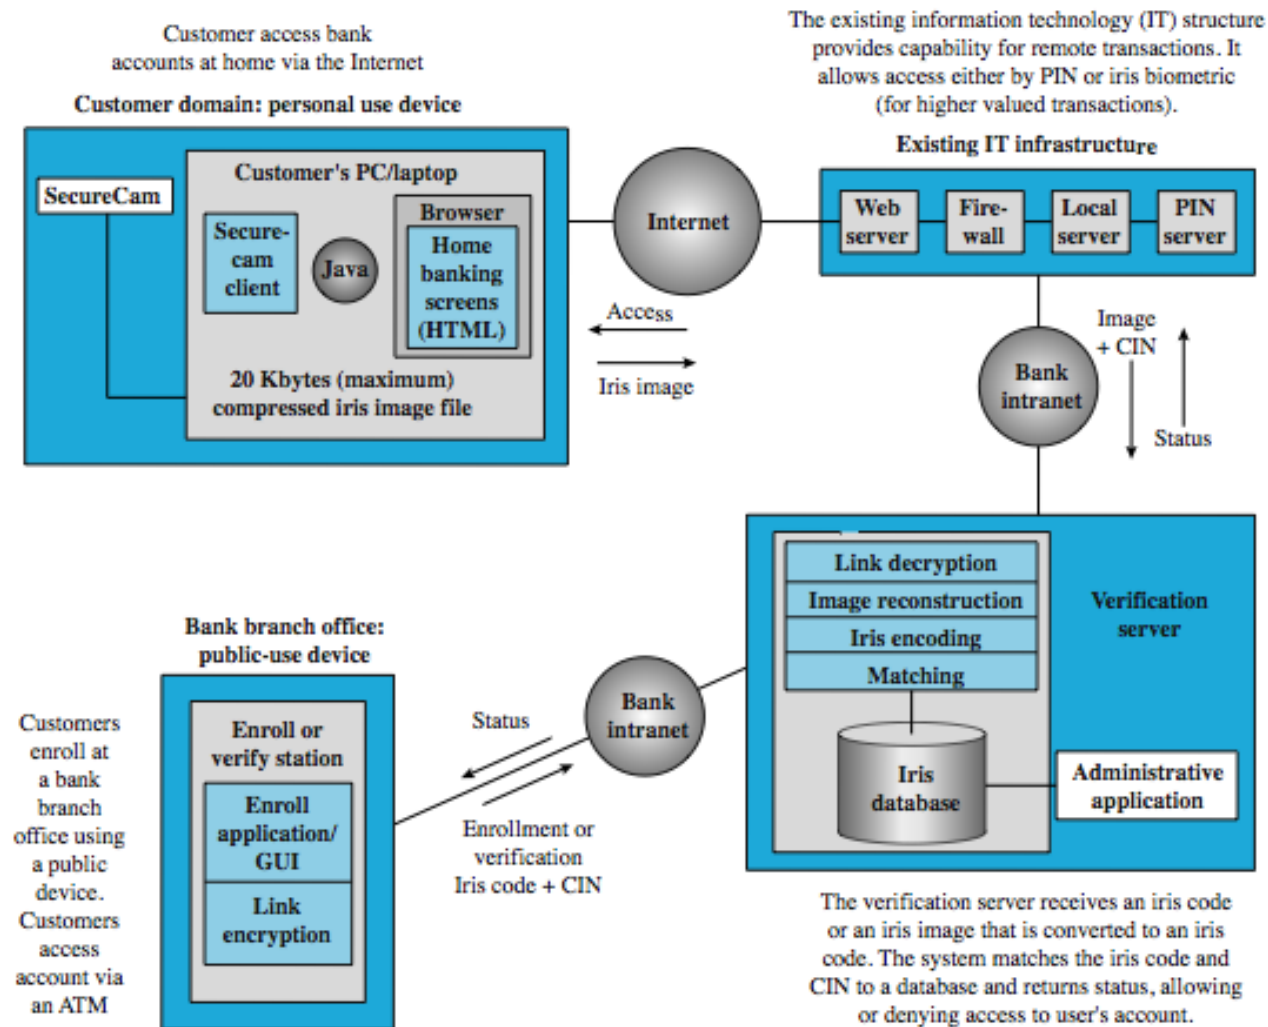 Customer access bank
accounts at home via the Internet
Customer domain: personal use device
SecureCam
Customer's PC/laptop
Secure-
cam
client
Java
Browser
Home
banking
screens
(HTML)
20 Kbytes (maximum)
compressed iris image file
Internet
Access
Iris image
The existing information technology (IT) structure
provides capability for remote transactions. It
allows access either by PIN or iris biometric
(for higher valued transactions).
Existing IT infrastructure
Web
server
Fire-
wall
Local
server
PIN
server
Bank
intranet
Image
+ CIN
Status
Link decryption
Image reconstruction
Iris encoding
Matching
Iris
database
Verification
server
Administrative
application
The verification server receives an iris code
or an iris image that is converted to an iris
code. The system matches the iris code and
CIN to a database and returns status, allowing
or denying access to user's account.
Bank branch office:
public-use device
Customers
enroll at
a bank
branch
office using
a public
device.
Customers
access
account via
an ATM
Enroll or
verify station
Enroll
application/
GUI
Link
encryption
Status
Bank
intranet
Enrollment or
verification
Iris code + CIN